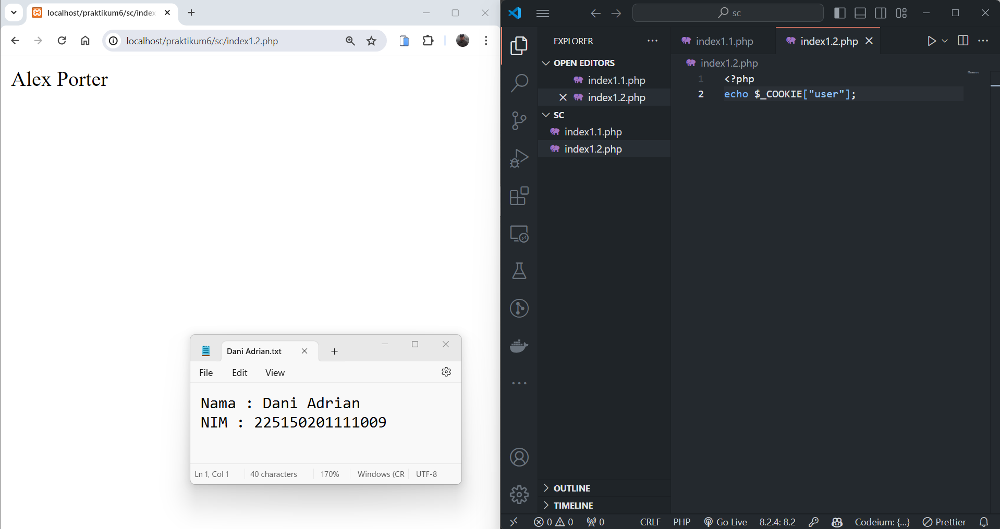 localhost/praktikum6/sc/index
localhost/praktikum6/sc/index1.2.php
Alex Porter
Dani Adrian.txt
File Edit View
Nama : Dani Adrian
NIM : 225150201111009
Ln 1, Col 1 40 characters 170% Windows (CR UTF-8
sc
EXPLORER
OPEN EDITORS
index1.1.php
index1.2.php
SC
index1.1.php
index1.2.php
OUTLINE
TIMELINE
index1.1.php index1.2.php
index1.2.php
1 <?php
2 echo $_COOKIE["user"];
0 0 0 CRLF PHP Go Live 8.2.4: 8.2 Codeium: {...} Prettier